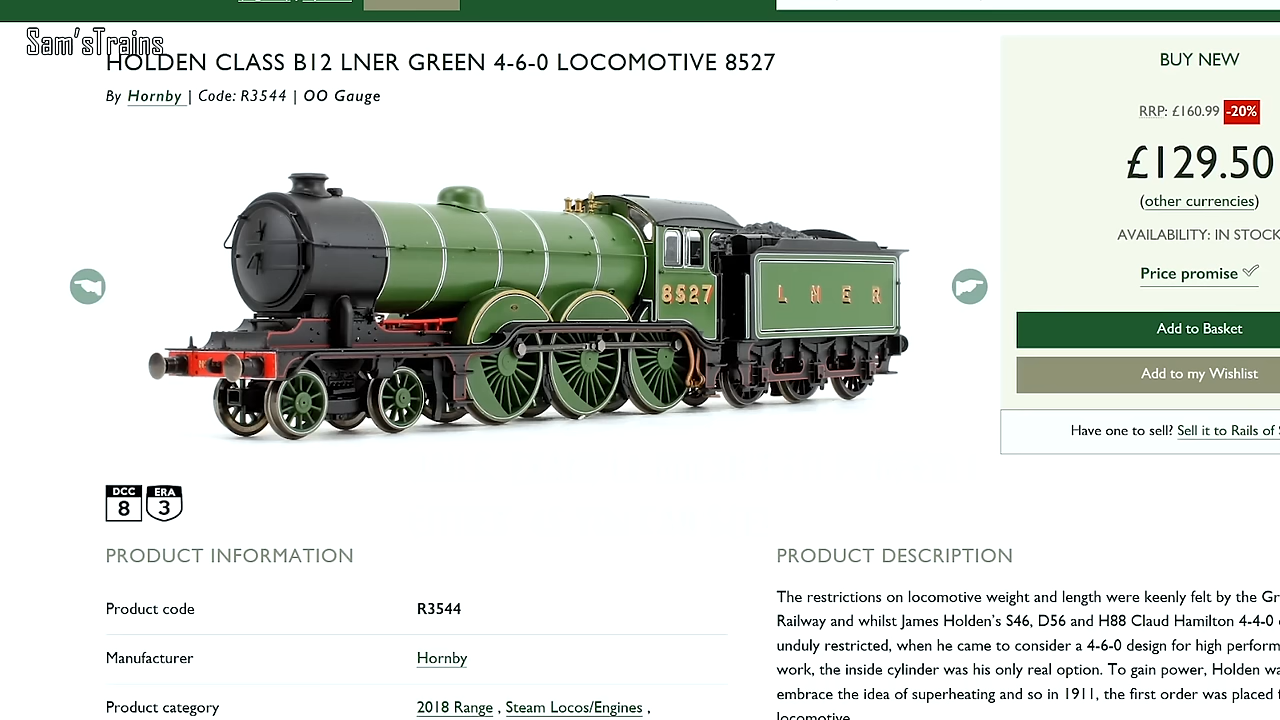 Sam'sTrains
HOLDEN CLASS B12 LNER GREEN 4-6-0 LOCOMOTIVE 8527
By Hornby | Code: R3544 | OO Gauge
BUY NEW
RRP: £160.99 -20%
£129.50
(other currencies)
AVAILABILITY: IN STOCK
Price promise
Add to Basket
Add to my Wishlist
Have one to sell? Sell it to Rails of
8527
L N E R
DCC
8
ERA
3
PRODUCT INFORMATION
Product code R3544
Manufacturer Hornby
Product category 2018 Range , Steam Locos/Engines ,
PRODUCT DESCRIPTION
The restrictions on locomotive weight and length were keenly felt by the
Railway and whilst James Holden's S46, D56 and H88 Claud Hamilton 4-4-0
unduly restricted, when he came to consider a 4-6-0 design for high
work, the inside cylinder was his only real option. To gain power, Holden
embrace the idea of superheating and so in 1911, the first order was placed
locomotive